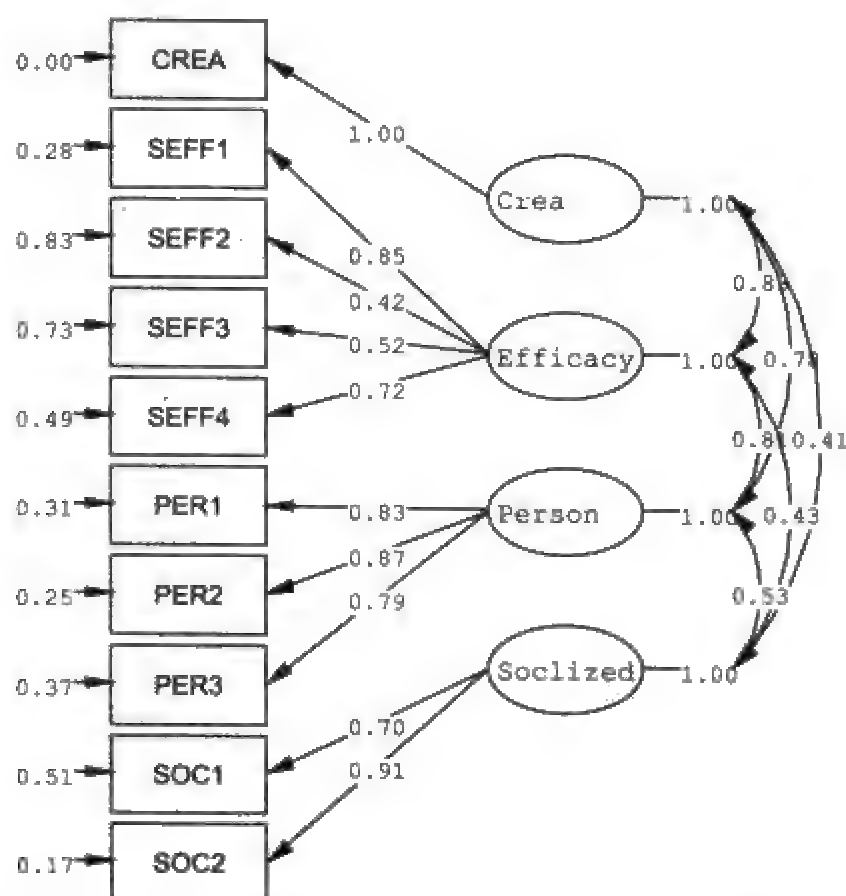 0.00 CREA
1.00
0.28 SEFF1
Crea 1.00
0.83 SEFF2
0.85
0.42
0.73 SEFF3
0.52
Efficacy 1.00
0.49 SEFF4
0.72
0.81 0.41
0.31 PER1
0.83
Person 1.00 0.43
0.87
0.25 PER2
0.79
0.53
0.37 PER3
Soclized 1.00
0.70
0.51 SOC1
0.91
0.17 SOC2